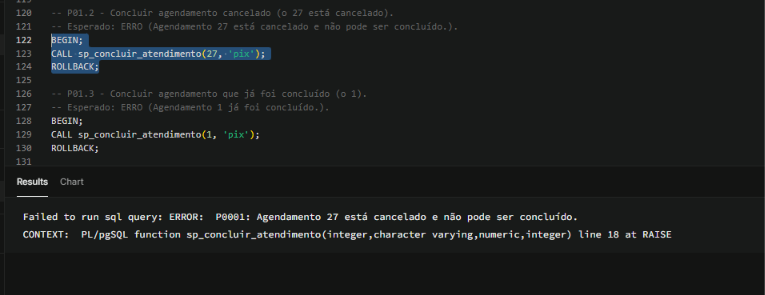 120 -- P01.2 - Concluir agendamento cancelado (o 27 está cancelado).
121 -- Esperado: ERRO (Agendamento 27 está cancelado e não pode ser concluído.).
122 BEGIN;
123 CALL sp_concluir_atendimento(27, 'pix');
124 ROLLBACK;
125
126 -- P01.3 - Concluir agendamento que já foi concluído (o 1).
127 -- Esperado: ERRO (Agendamento 1 já foi concluído.).
128 BEGIN;
129 CALL sp_concluir_atendimento(1, 'pix');
130 ROLLBACK;
131
Results Chart
Failed to run sql query: ERROR: P0001: Agendamento 27 está cancelado e não pode ser concluído.
CONTEXT: PL/pgSQL function sp_concluir_atendimento(integer,character varying,numeric,integer) line 18 at RAISE